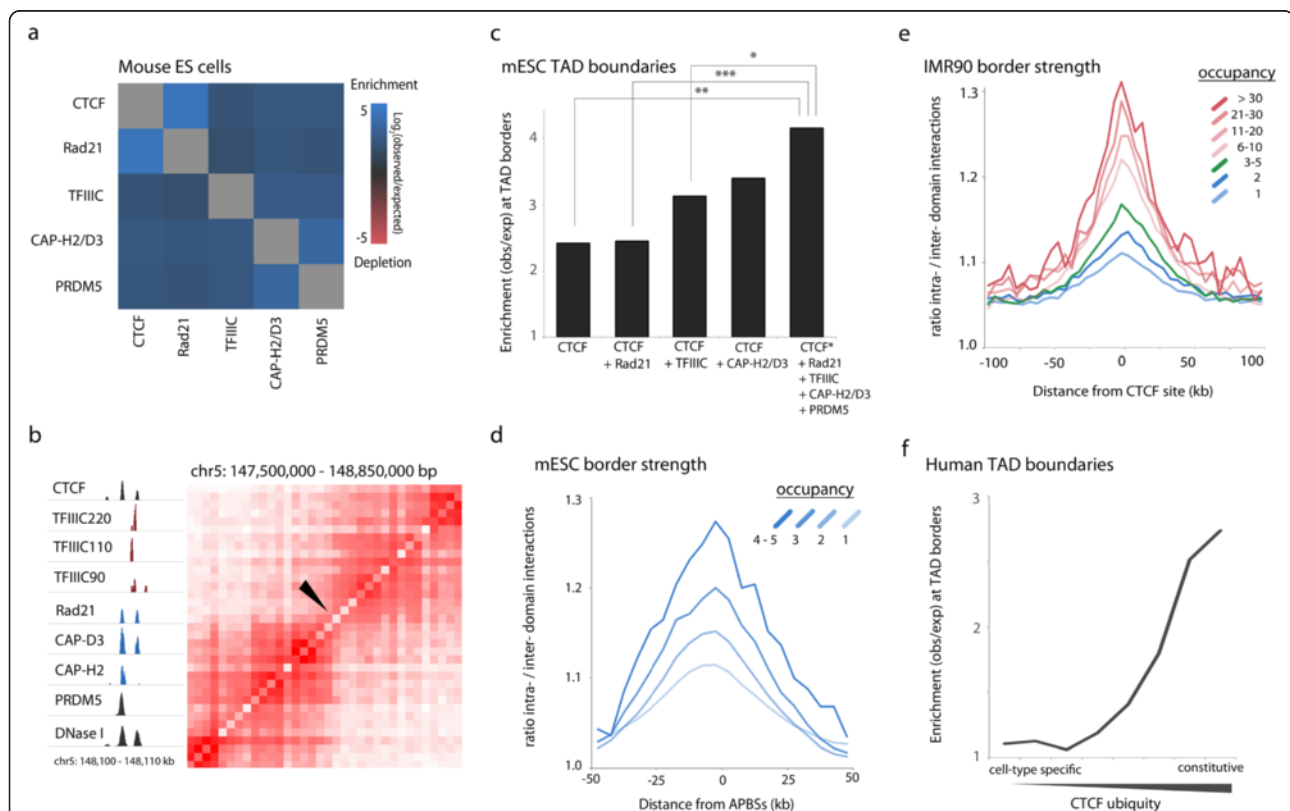 a
Mouse ES cells
CTCF
Rad21
TFIIIC
CAP-H2/D3
PRDM5
CTCF
Rad21
TFIIIC
CAP-H2/D3
PRDM5
Enrichment
5
Log₂(observed/expected)
-5
Depletion
b
chr5: 147,500,000 - 148,850,000 bp
CTCF
TFIIIC220
TFIIIC110
TFIIIC90
Rad21
CAP-D3
CAP-H2
PRDM5
DNase I
chr5: 148,100 - 148,110 kb
c
mESC TAD boundaries
*
***
**
Enrichment (obs/exp) at TAD borders
4
3
2
1
CTCF
CTCF
+ Rad21
CTCF
+ TFIIIC
CTCF
+ CAP-H2/D3
CTCF*
+ Rad21
+ TFIIIC
+ CAP-H2/D3
+ PRDM5
d
mESC border strength
occupancy
4 - 5 3 2 1
ratio intra- / inter- domain interactions
1.3
1.2
1.1
1.0
-50 -25 0 25 50
Distance from APBSs (kb)
e
IMR90 border strength
occupancy
> 30
21-30
11-20
6-10
3-5
2
1
ratio intra- / inter- domain interactions
1.3
1.2
1.1
1.0
-100 -50 0 50 100
Distance from CTCF site (kb)
f
Human TAD boundaries
Enrichment (obs/exp) at TAD borders
3
2
1
cell-type specific constitutive
CTCF ubiquity